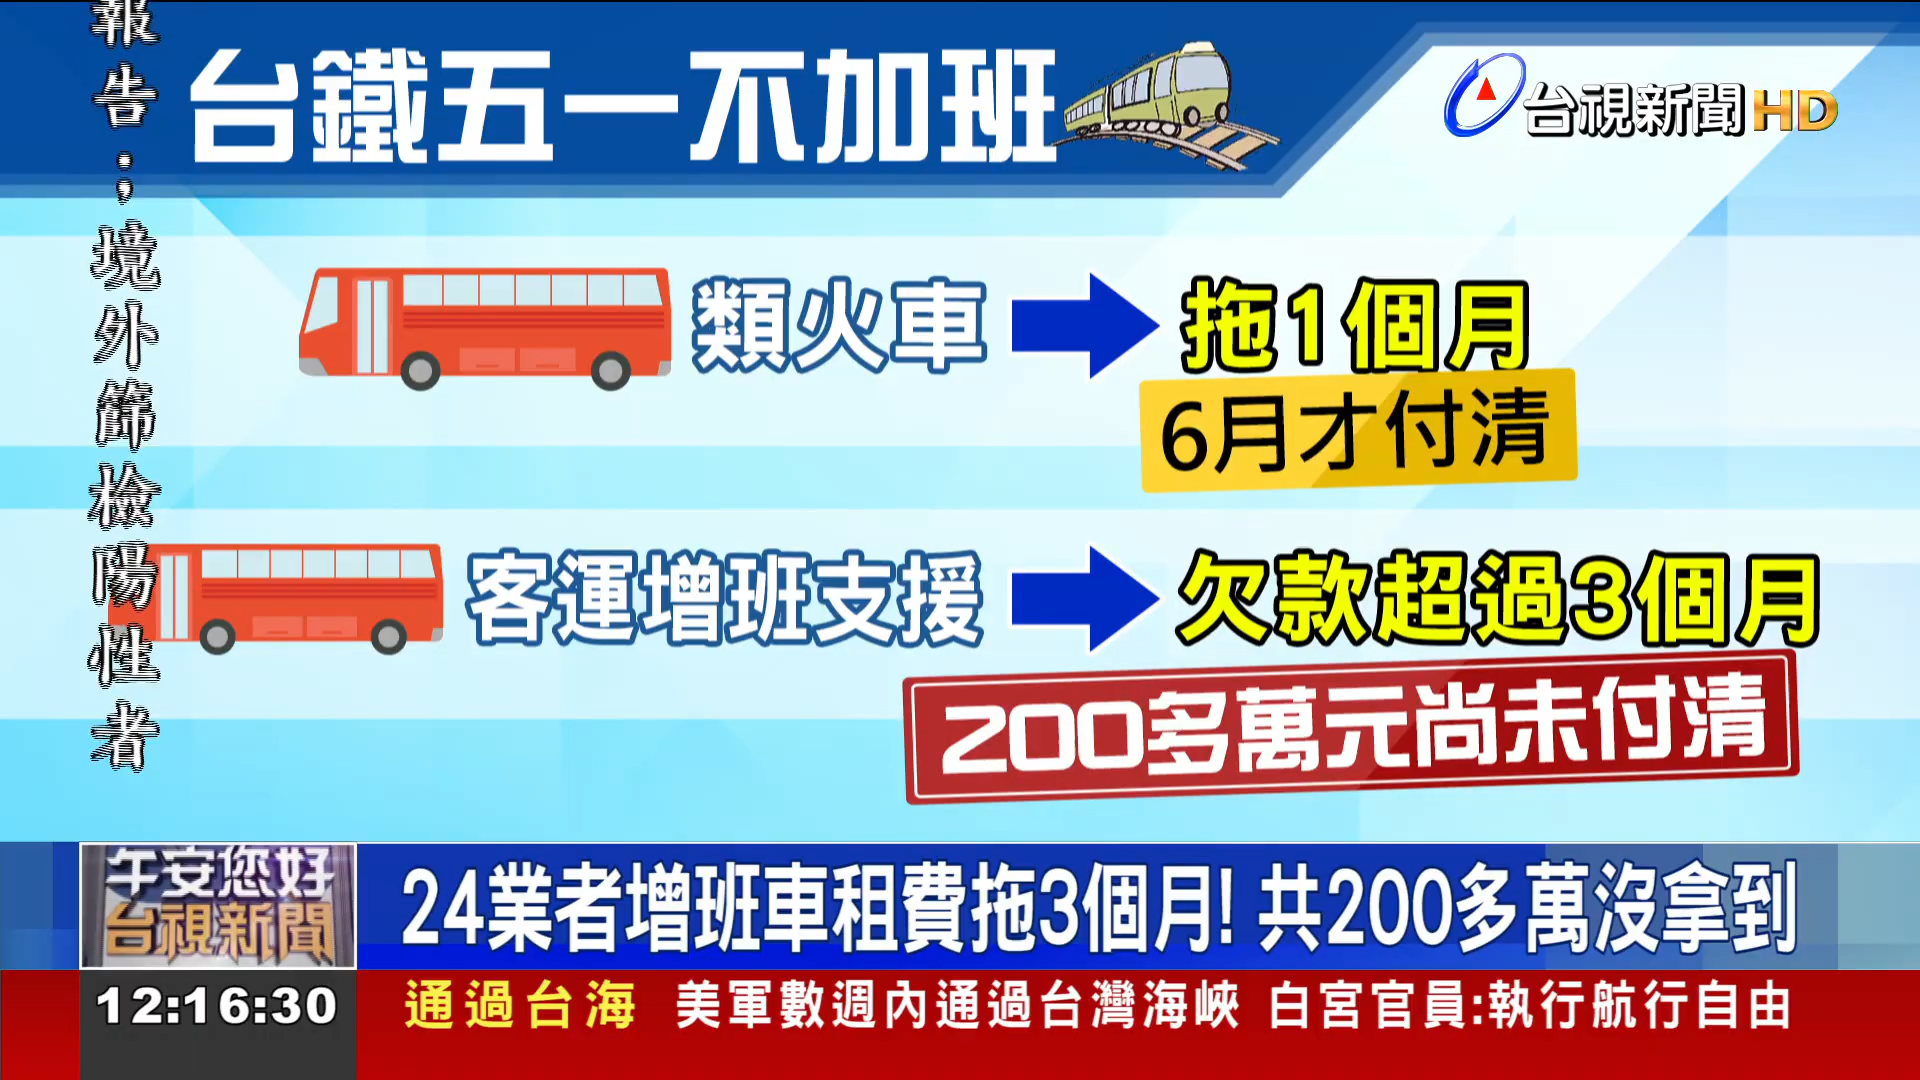 報告；境外篩檢陽性者
台鐵五一不加班
台視新聞HD
類火車
拖1個月
6月才付清
客運增班支援
欠款超過3個月
200多萬元尚未付清
午安您好
台視新聞
24業者增班車租費拖3個月! 共200多萬沒拿到
12:16:30
通過台海 美軍數週內通過台灣海峽 白宮官員:執行航行自由